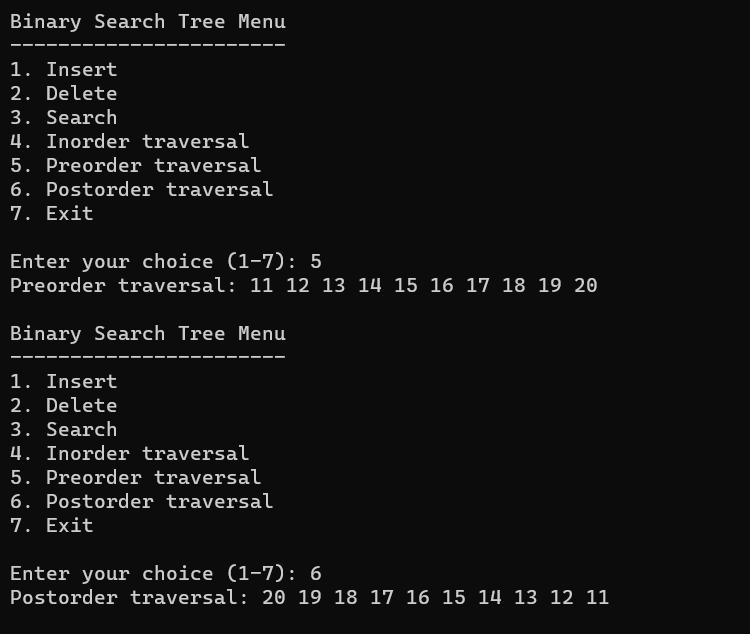 Binary Search Tree Menu
-----------------------
1. Insert
2. Delete
3. Search
4. Inorder traversal
5. Preorder traversal
6. Postorder traversal
7. Exit
Enter your choice (1-7): 5
Preorder traversal: 11 12 13 14 15 16 17 18 19 20
Binary Search Tree Menu
-----------------------
1. Insert
2. Delete
3. Search
4. Inorder traversal
5. Preorder traversal
6. Postorder traversal
7. Exit
Enter your choice (1-7): 6
Postorder traversal: 20 19 18 17 16 15 14 13 12 11